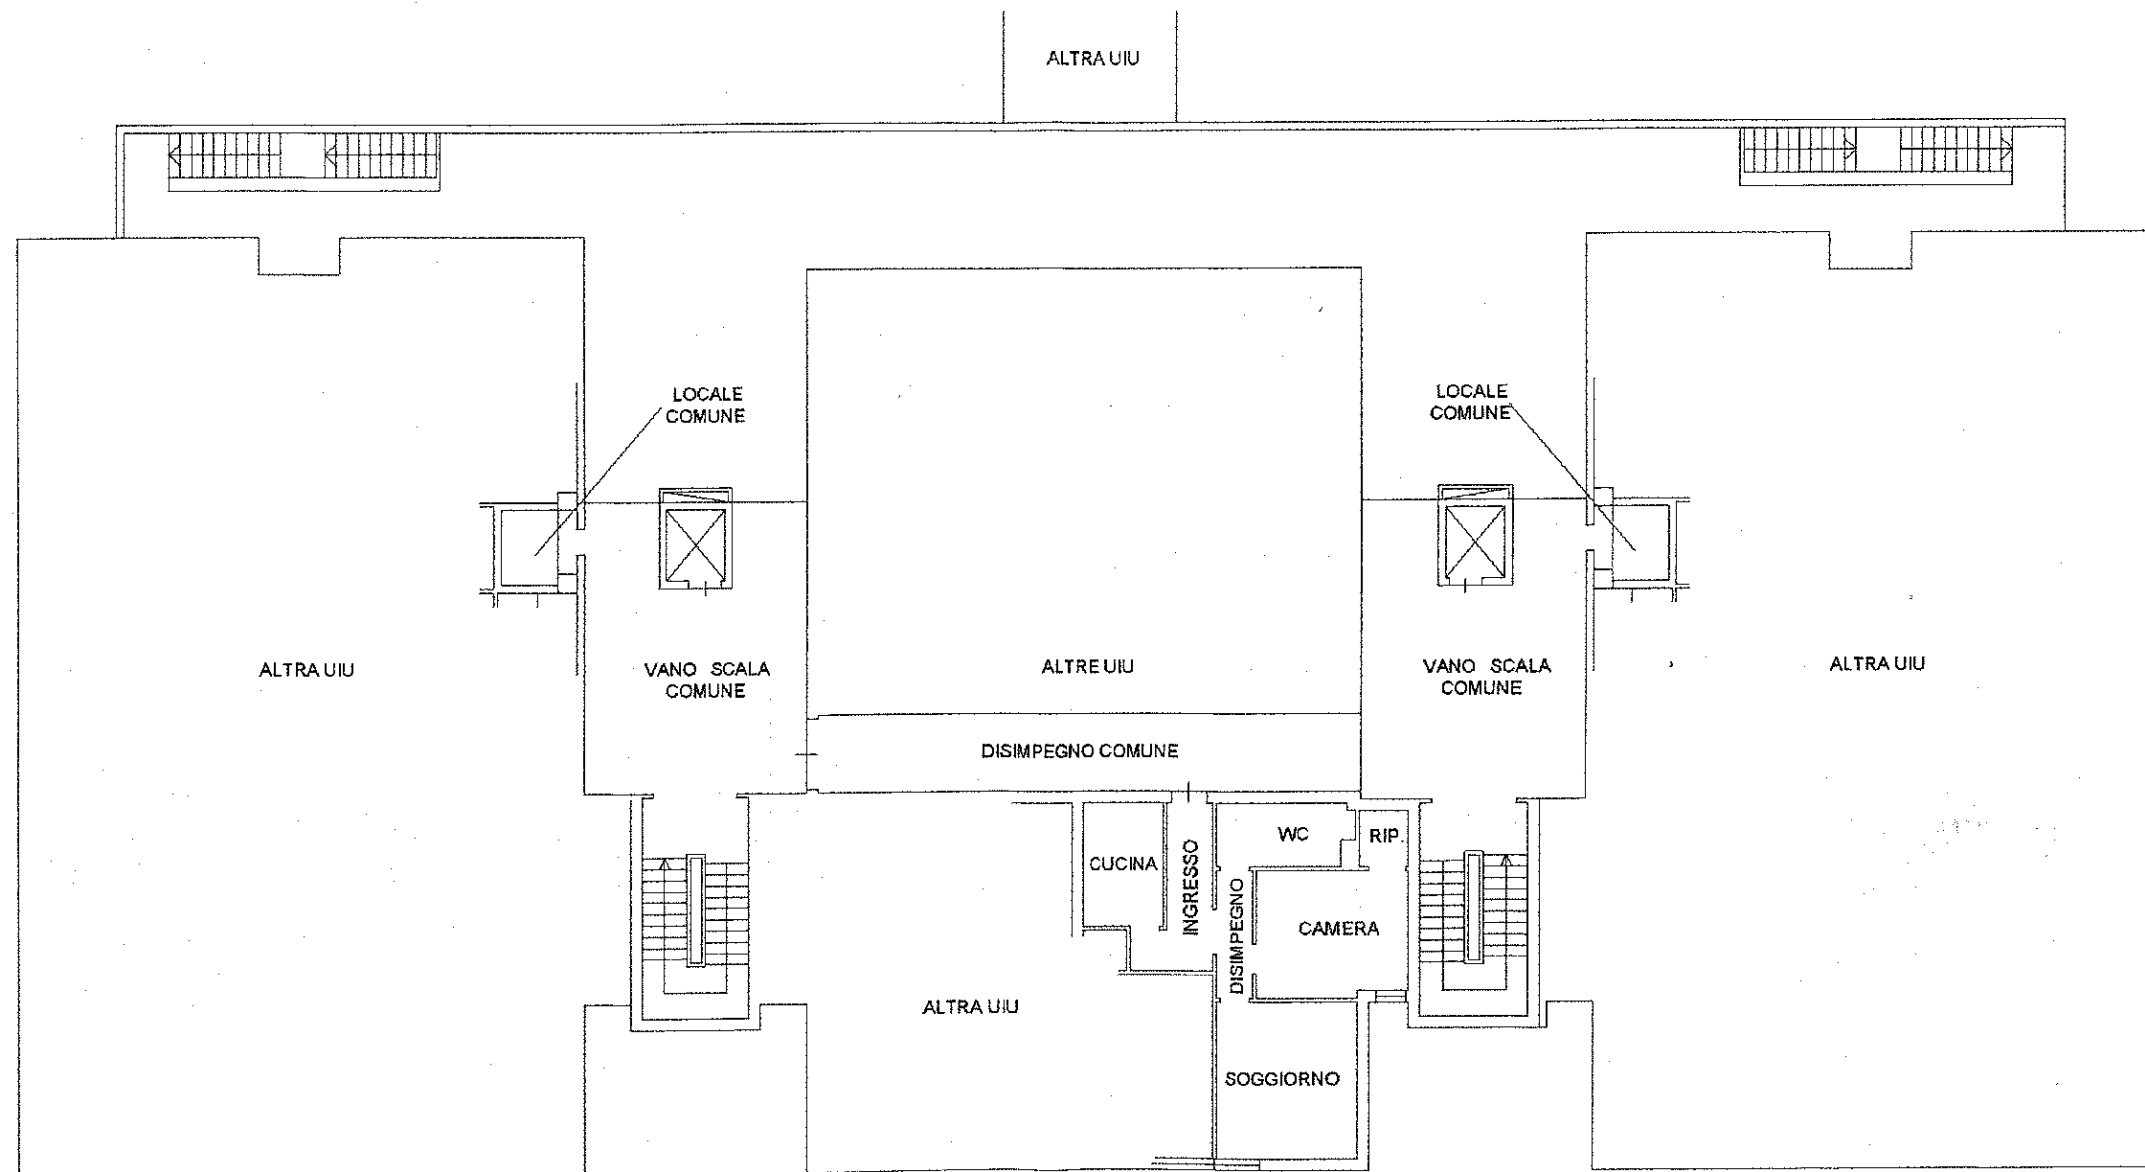 ALTRA UIU
LOCALE
COMUNE
LOCALE
COMUNE
ALTRA UIU
VANO SCALA
COMUNE
ALTRE UIU
VANO SCALA
COMUNE
ALTRA UIU
DISIMPEGNO COMUNE
CUCINA
INGRESSO
WC
RIP.
DISIMPEGNO
CAMERA
ALTRA UIU
SOGGIORNO